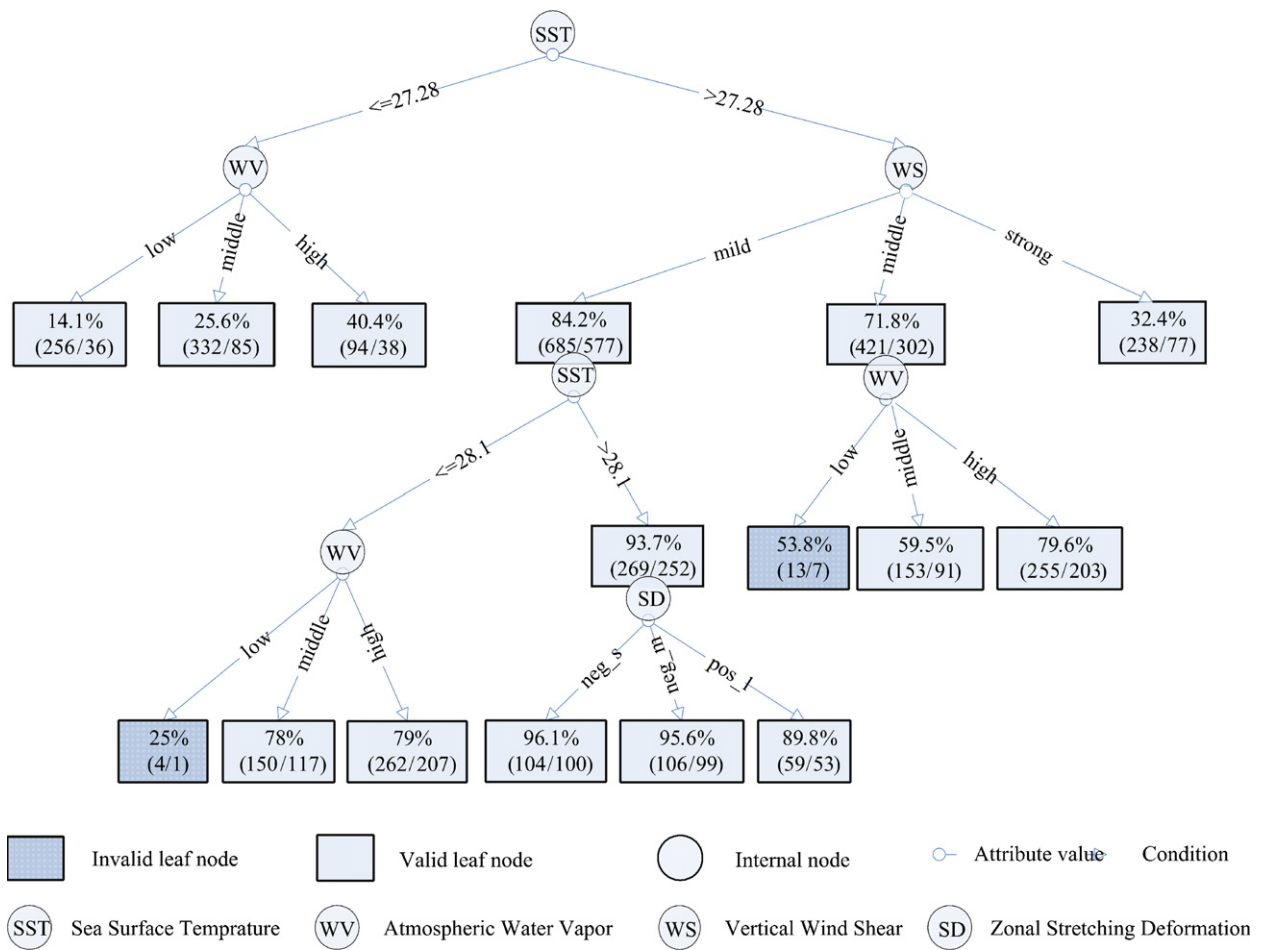 SST
<=27.28
>27.28
WV
WS
low
middle
high
mild
middle
strong
14.1%
(256/36)
25.6%
(332/85)
40.4%
(94/38)
84.2%
(685/577)
71.8%
(421/302)
32.4%
(238/77)
SST
WV
<=28.1
>28.1
low
middle
high
WV
93.7%
(269/252)
53.8%
(13/7)
59.5%
(153/91)
79.6%
(255/203)
SD
low
middle
high
neg_s
neg_m
pos_l
25%
(4/1)
78%
(150/117)
79%
(262/207)
96.1%
(104/100)
95.6%
(106/99)
89.8%
(59/53)
Invalid leaf node
Valid leaf node
Internal node
Attribute value
Condition
SST Sea Surface Temprature
WV Atmospheric Water Vapor
WS Vertical Wind Shear
SD Zonal Stretching Deformation